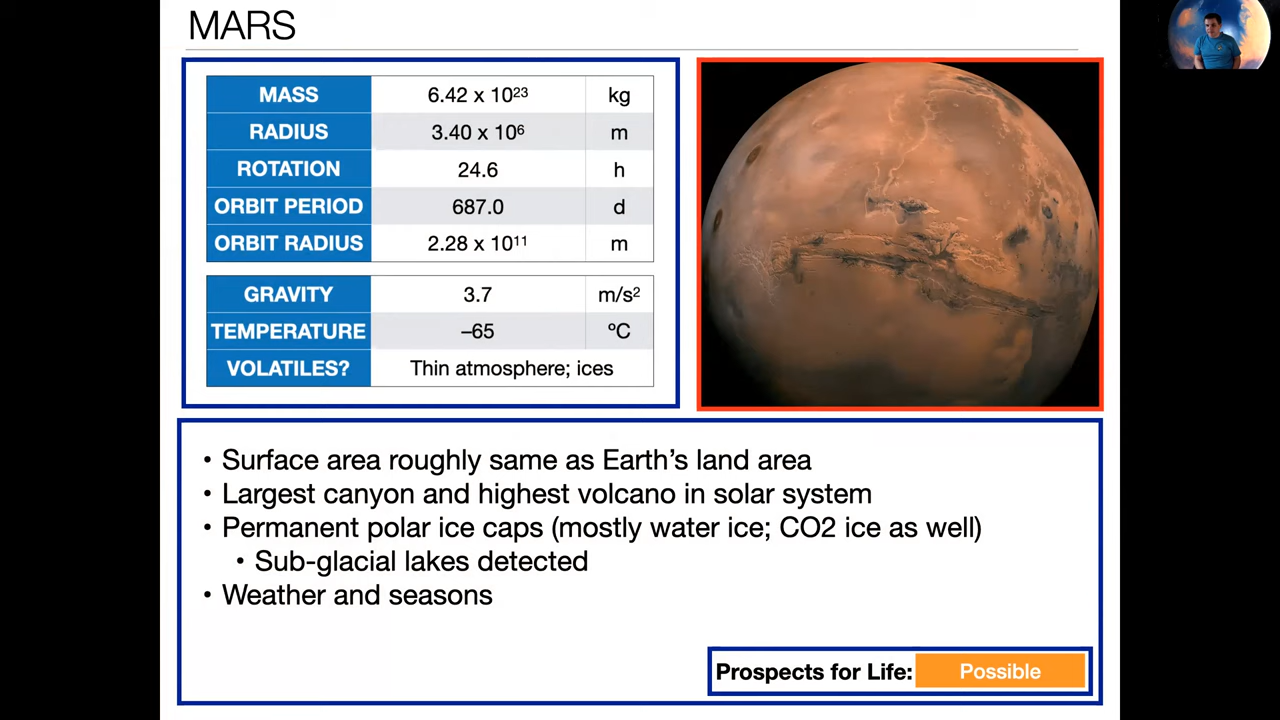 MARS
MASS 6.42 x 10²³ kg
RADIUS 3.40 x 10⁶ m
ROTATION 24.6 h
ORBIT PERIOD 687.0 d
ORBIT RADIUS 2.28 x 10¹¹ m
GRAVITY 3.7 m/s²
TEMPERATURE –65 ºC
VOLATILES? Thin atmosphere; ices
• Surface area roughly same as Earth’s land area
• Largest canyon and highest volcano in solar system
• Permanent polar ice caps (mostly water ice; CO2 ice as well)
• Sub-glacial lakes detected
• Weather and seasons
Prospects for Life: Possible